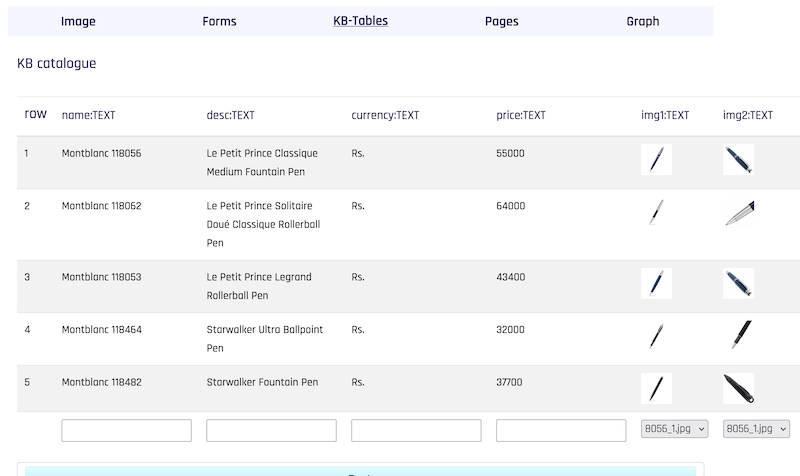 Image Forms KB-Tables Pages Graph
KB catalogue
row name:TEXT desc:TEXT currency:TEXT price:TEXT img1:TEXT img2:TEXT
1 Montblanc 118056 Le Petit Prince Classique Rs. 55000
Medium Fountain Pen
2 Montblanc 118062 Le Petit Prince Solitaire Rs. 64000
Doué Classique Rollerball
Pen
3 Montblanc 118053 Le Petit Prince Legrand Rs. 43400
Rollerball Pen
4 Montblanc 118464 Starwalker Ultra Ballpoint Rs. 32000
Pen
5 Montblanc 118482 Starwalker Fountain Pen Rs. 37700
8056_1.jpg 8056_1.jpg